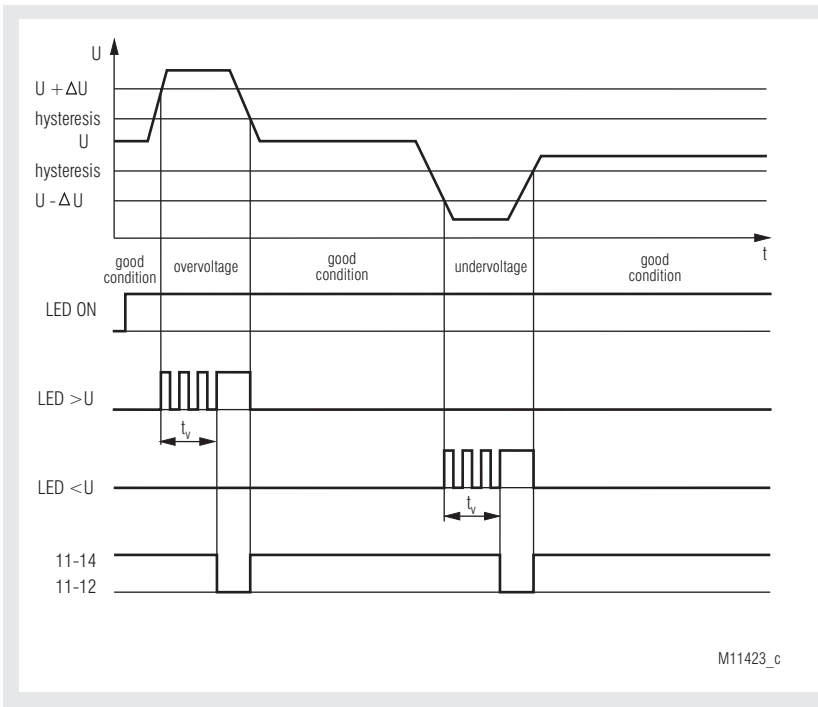 U
U + ΔU
hysteresis
U
hysteresis
U - Δ U
t
good
condition
overvoltage
good
condition
undervoltage
good
condition
LED ON
LED >U
tv
LED <U
tv
11-14
11-12
M11423_c